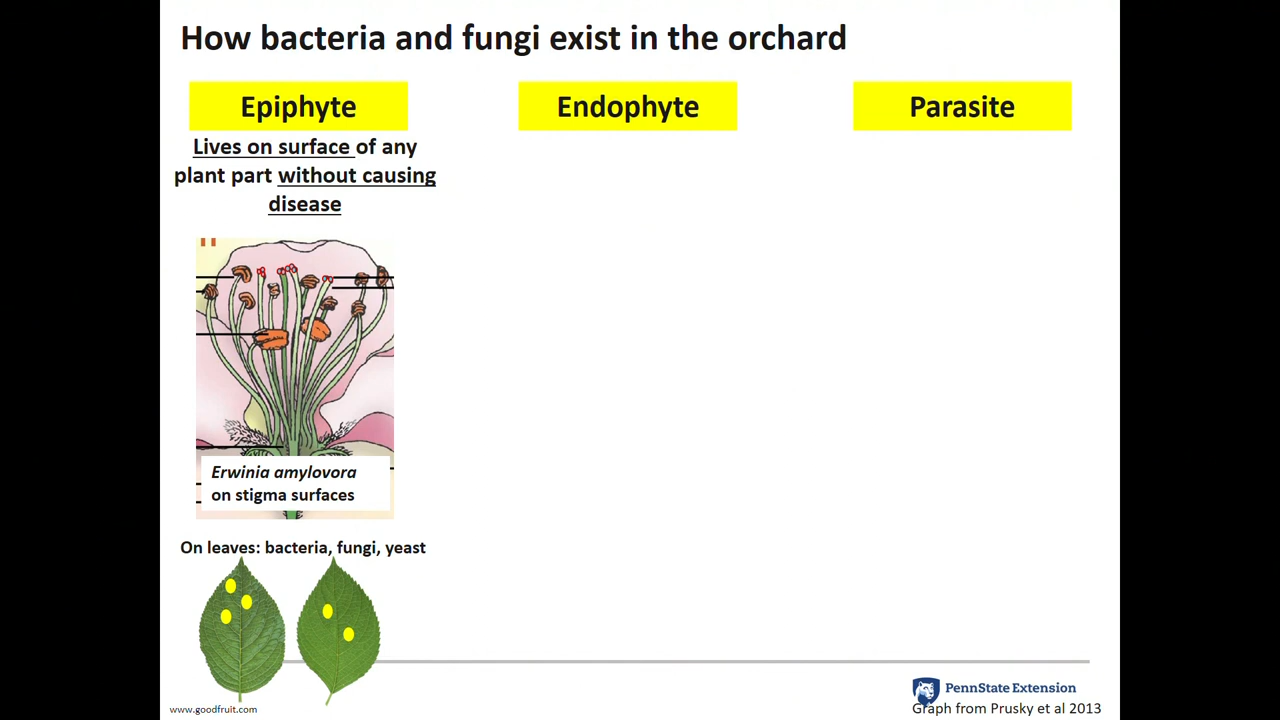 How bacteria and fungi exist in the orchard
Epiphyte
Endophyte
Parasite
Lives on surface of any
plant part without causing
disease
Erwinia amylovora
on stigma surfaces
On leaves: bacteria, fungi, yeast
PennState Extension
www.goodfruit.com
Graph from Prusky et al 2013